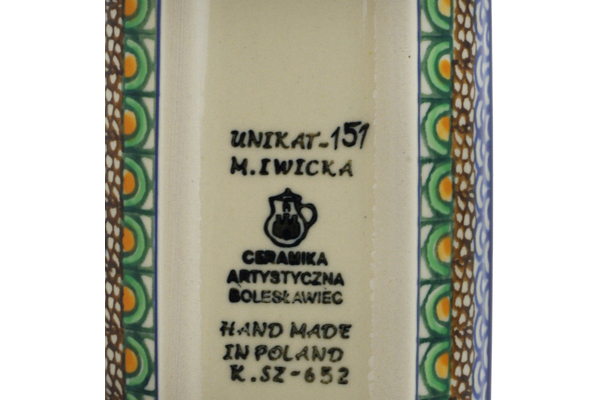 UNIKAT-151
M.IWICKA
CERAMIKA
ARTYSTYCZNA
BOLESŁAWIEC
HAND MADE
IN POLAND
K.SZ-652